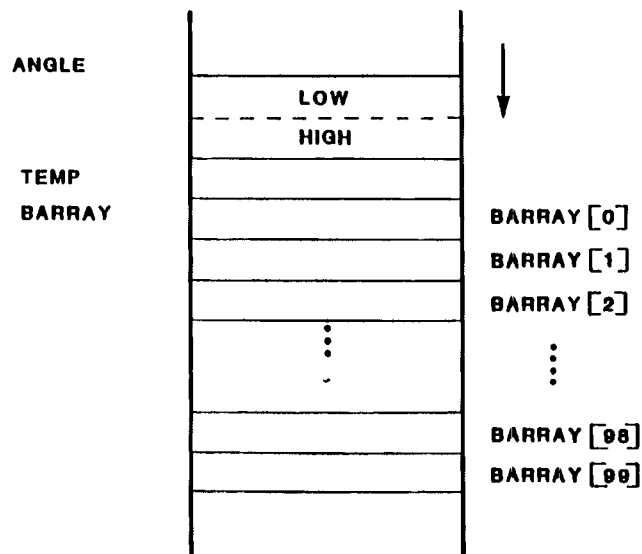 ANGLE
LOW
HIGH
TEMP
BARRAY
BARRAY [0]
BARRAY [1]
BARRAY [2]
BARRAY [98]
BARRAY [99]